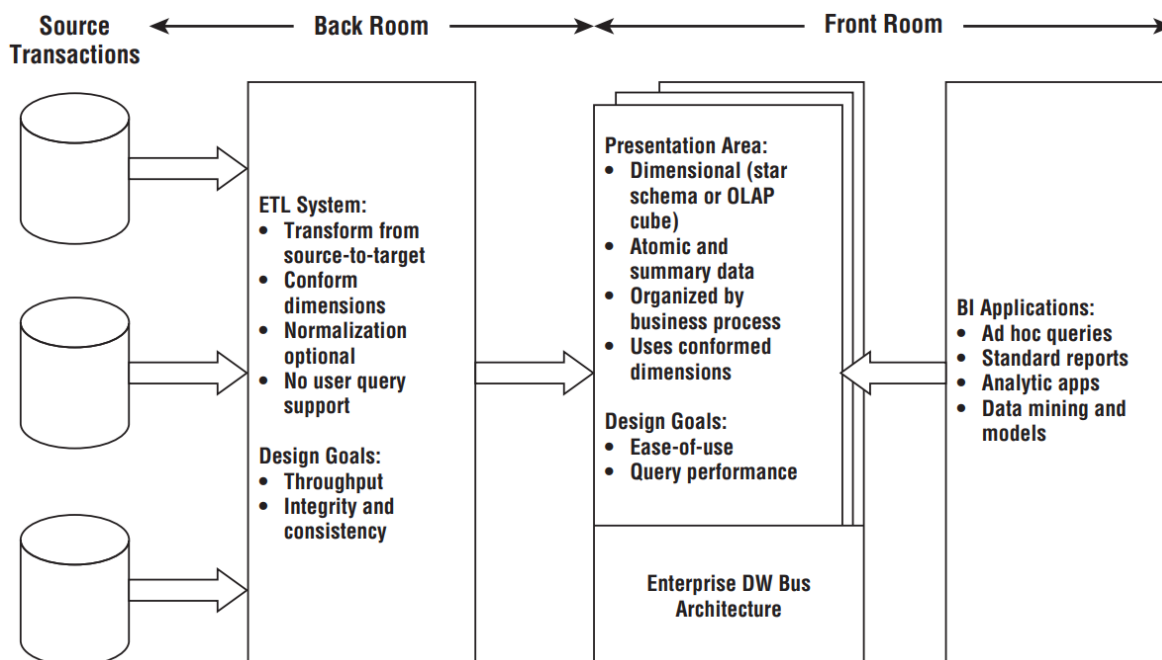 Source
Transactions
Back Room
Front Room
ETL System:
• Transform from
source-to-target
• Conform
dimensions
• Normalization
optional
• No user query
support
Design Goals:
• Throughput
• Integrity and
consistency
Presentation Area:
• Dimensional (star
schema or OLAP
cube)
• Atomic and
summary data
• Organized by
business process
• Uses conformed
dimensions
Design Goals:
• Ease-of-use
• Query performance
Enterprise DW Bus
Architecture
BI Applications:
• Ad hoc queries
• Standard reports
• Analytic apps
• Data mining and
models